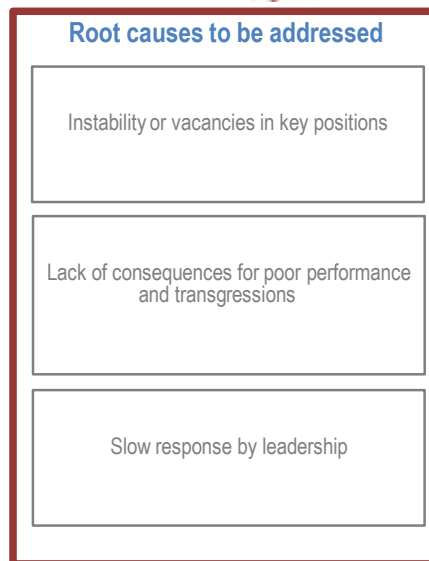 Root causes to be addressed
Instability or vacancies in key positions
Lack of consequences for poor performance
and transgressions
Slow response by leadership